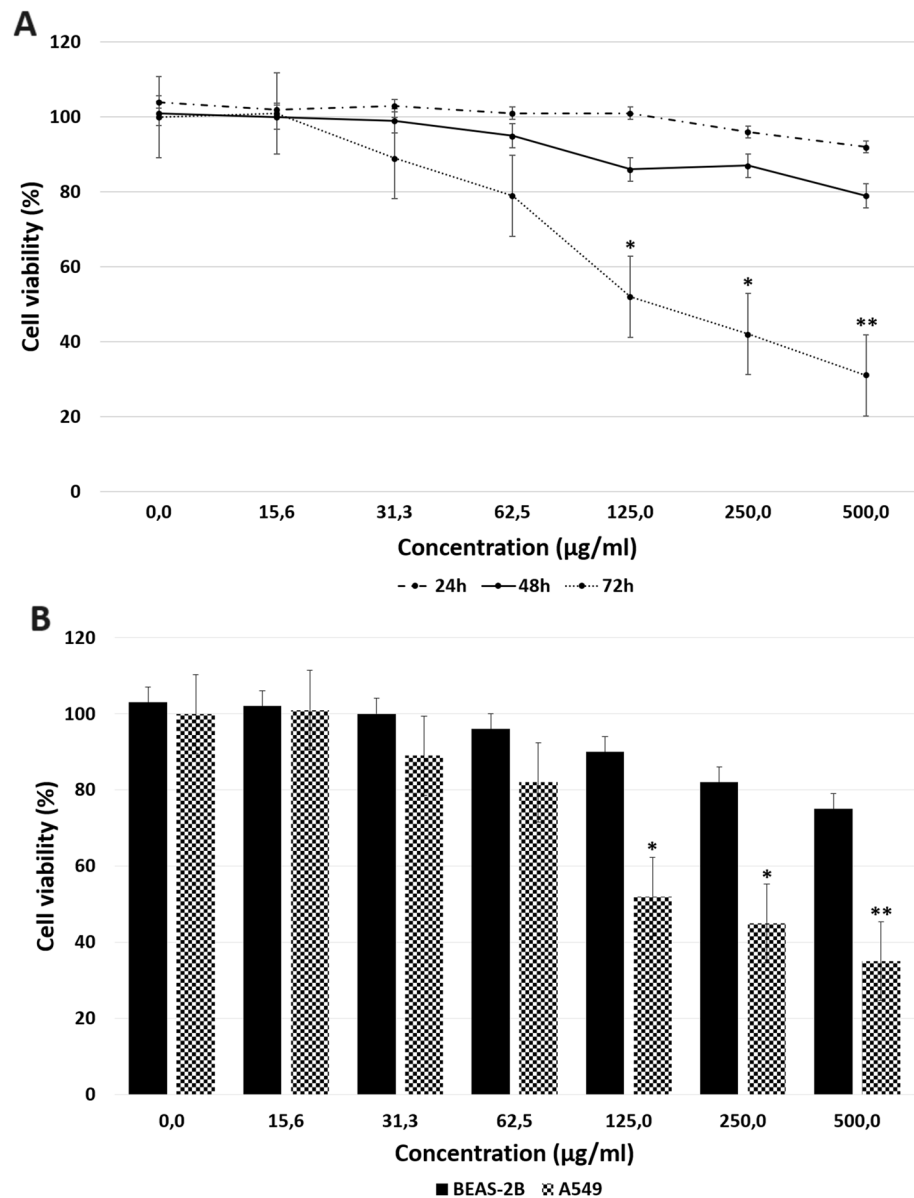 A
120
100
80
60
40
20
0
Cell viability (%)
*
*
**
0,0 15,6 31,3 62,5 125,0 250,0 500,0
Concentration (µg/ml)
24h 48h 72h
B
120
100
80
60
40
20
0
Cell viability (%)
*
*
**
0,0 15,6 31,3 62,5 125,0 250,0 500,0
Concentration (µg/ml)
BEAS-2B A549